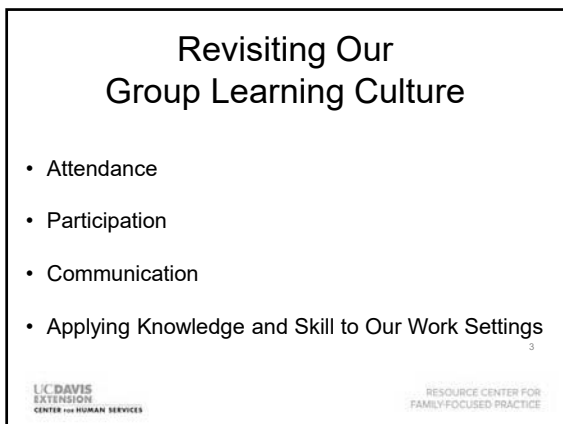 Revisiting Our
Group Learning Culture
• Attendance
• Participation
• Communication
• Applying Knowledge and Skill to Our Work Settings
3
UCDAVIS
EXTENSION
CENTER FOR HUMAN SERVICES
RESOURCE CENTER FOR
FAMILY-FOCUSED PRACTICE